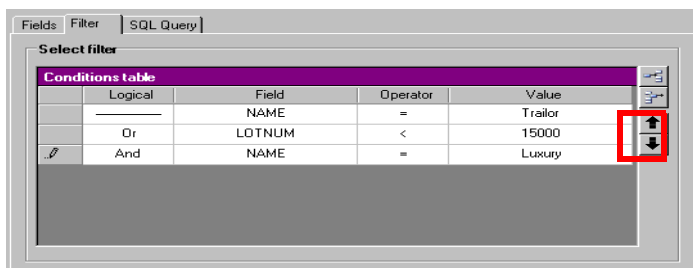 Fields Filter SQL Query
Select filter
Conditions table
Logical Field Operator Value
NAME = Trailor
Or LOTNUM < 15000
And NAME = Luxury